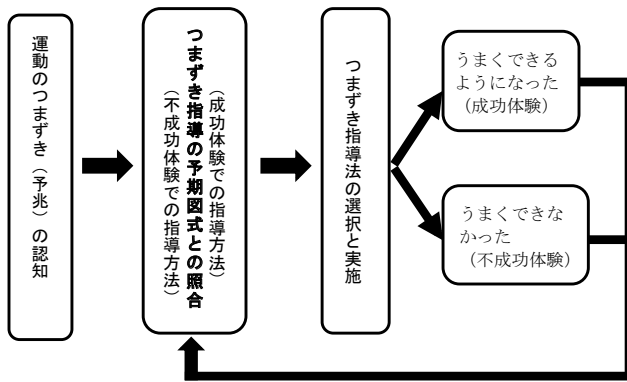 運動のつまずき（予兆）の認知
（成功体験での指導方法）
つまずき指導の予期図式との照合
（不成功体験での指導方法）
つまずき指導法の選択と実施
うまくできる
ようになった
（成功体験）
うまくできな
かった
（不成功体験）